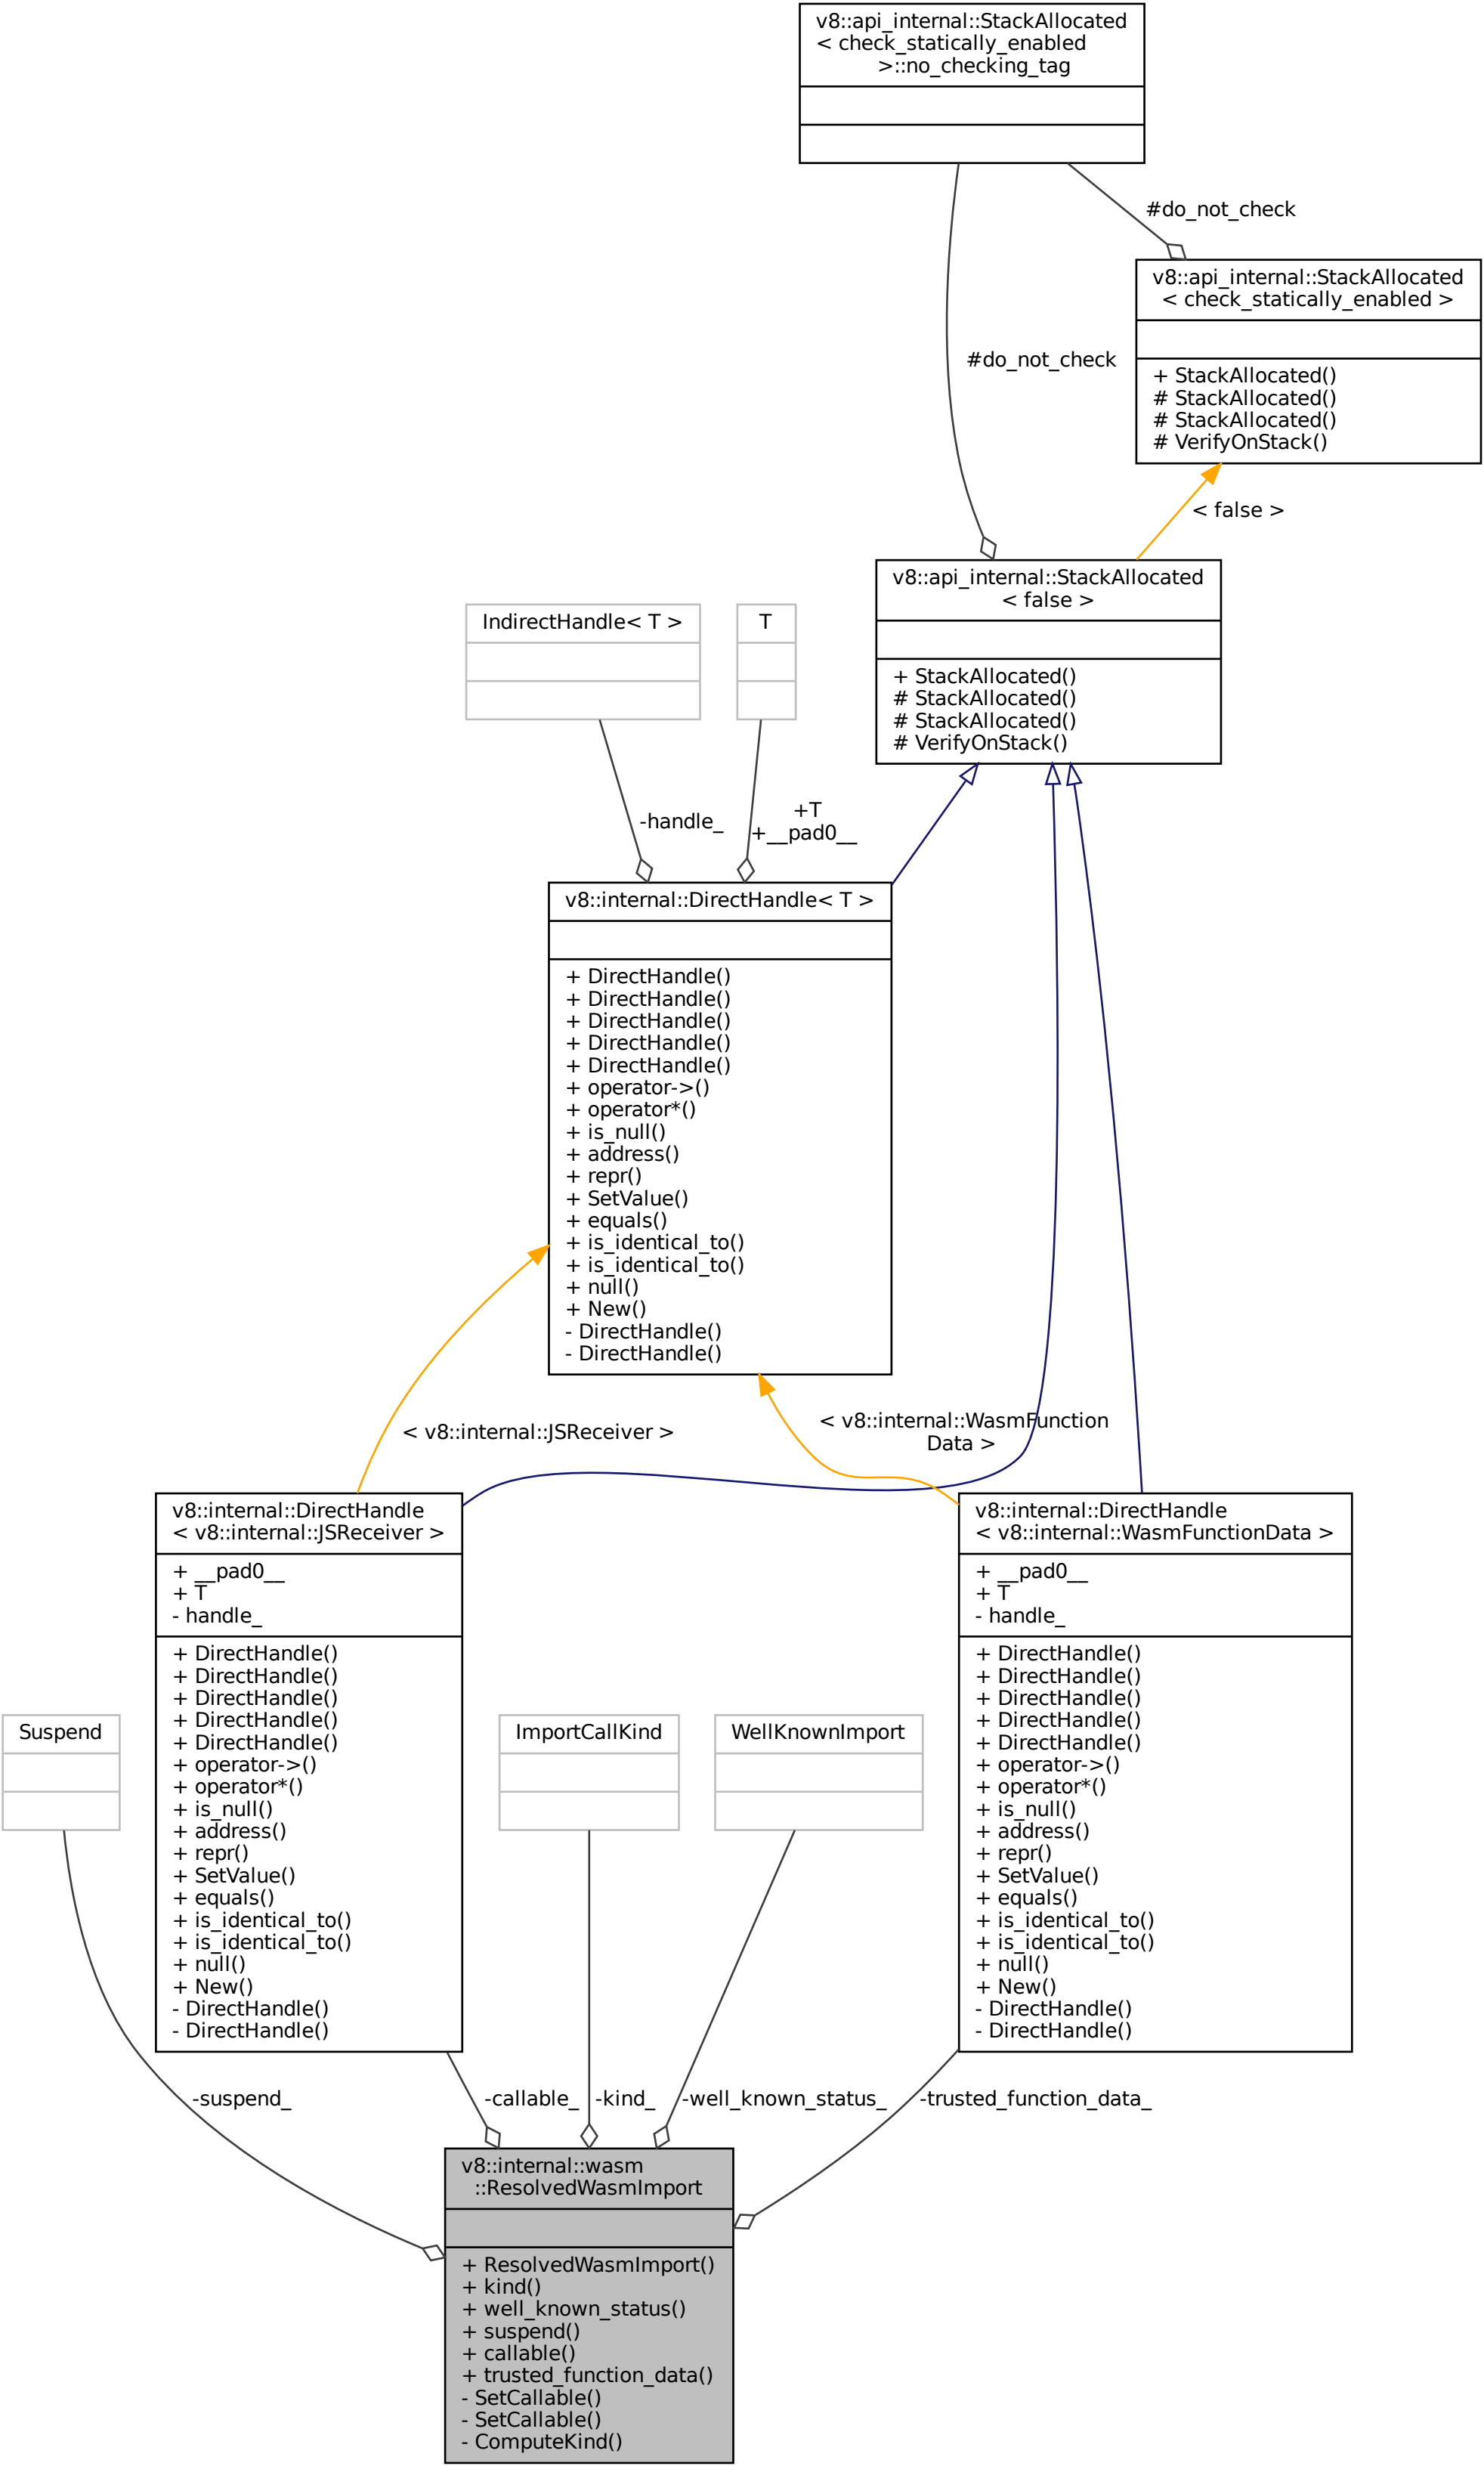 v8::api_internal::StackAllocated
< check_statically_enabled
>::no_checking_tag
#do_not_check
v8::api_internal::StackAllocated
< check_statically_enabled >
+ StackAllocated()
# StackAllocated()
# StackAllocated()
# VerifyOnStack()
#do_not_check
< false >
v8::api_internal::StackAllocated
< false >
+ StackAllocated()
# StackAllocated()
# StackAllocated()
# VerifyOnStack()
IndirectHandle< T >
T
-handle_
+T
+__pad0__
v8::internal::DirectHandle< T >
+ DirectHandle()
+ DirectHandle()
+ DirectHandle()
+ DirectHandle()
+ DirectHandle()
+ operator->()
+ operator*()
+ is_null()
+ address()
+ repr()
+ SetValue()
+ equals()
+ is_identical_to()
+ is_identical_to()
+ null()
+ New()
- DirectHandle()
- DirectHandle()
< v8::internal::JSReceiver >
< v8::internal::WasmFunction
Data >
v8::internal::DirectHandle
< v8::internal::JSReceiver >
+ __pad0__
+ T
- handle_
+ DirectHandle()
+ DirectHandle()
+ DirectHandle()
+ DirectHandle()
+ DirectHandle()
+ operator->()
+ operator*()
+ is_null()
+ address()
+ repr()
+ SetValue()
+ equals()
+ is_identical_to()
+ is_identical_to()
+ null()
+ New()
- DirectHandle()
- DirectHandle()
v8::internal::DirectHandle
< v8::internal::WasmFunctionData >
+ __pad0__
+ T
- handle_
+ DirectHandle()
+ DirectHandle()
+ DirectHandle()
+ DirectHandle()
+ DirectHandle()
+ operator->()
+ operator*()
+ is_null()
+ address()
+ repr()
+ SetValue()
+ equals()
+ is_identical_to()
+ is_identical_to()
+ null()
+ New()
- DirectHandle()
- DirectHandle()
Suspend
ImportCallKind
WellKnownImport
-suspend_
-callable_
-kind_
-well_known_status_
-trusted_function_data_
v8::internal::wasm
::ResolvedWasmImport
+ ResolvedWasmImport()
+ kind()
+ well_known_status()
+ suspend()
+ callable()
+ trusted_function_data()
- SetCallable()
- SetCallable()
- ComputeKind()